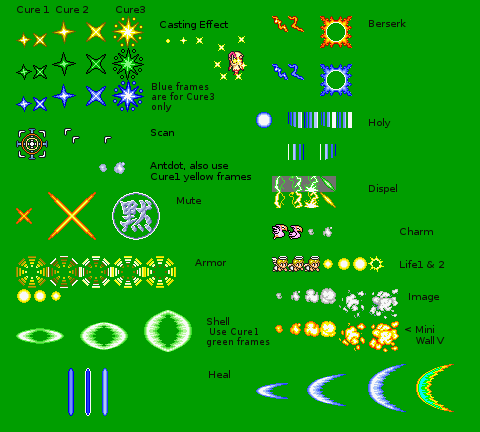 Cure 1 Cure 2 Cure3
Casting Effect
Berserk
Blue frames
are for Cure3
only
Holy
Scan
Antdot, also use
Cure1 yellow frames
Dispel
Mute
黙
Charm
Armor
Life1 & 2
Image
Shell
Use Cure1
green frames
< Mini
Wall V
Heal